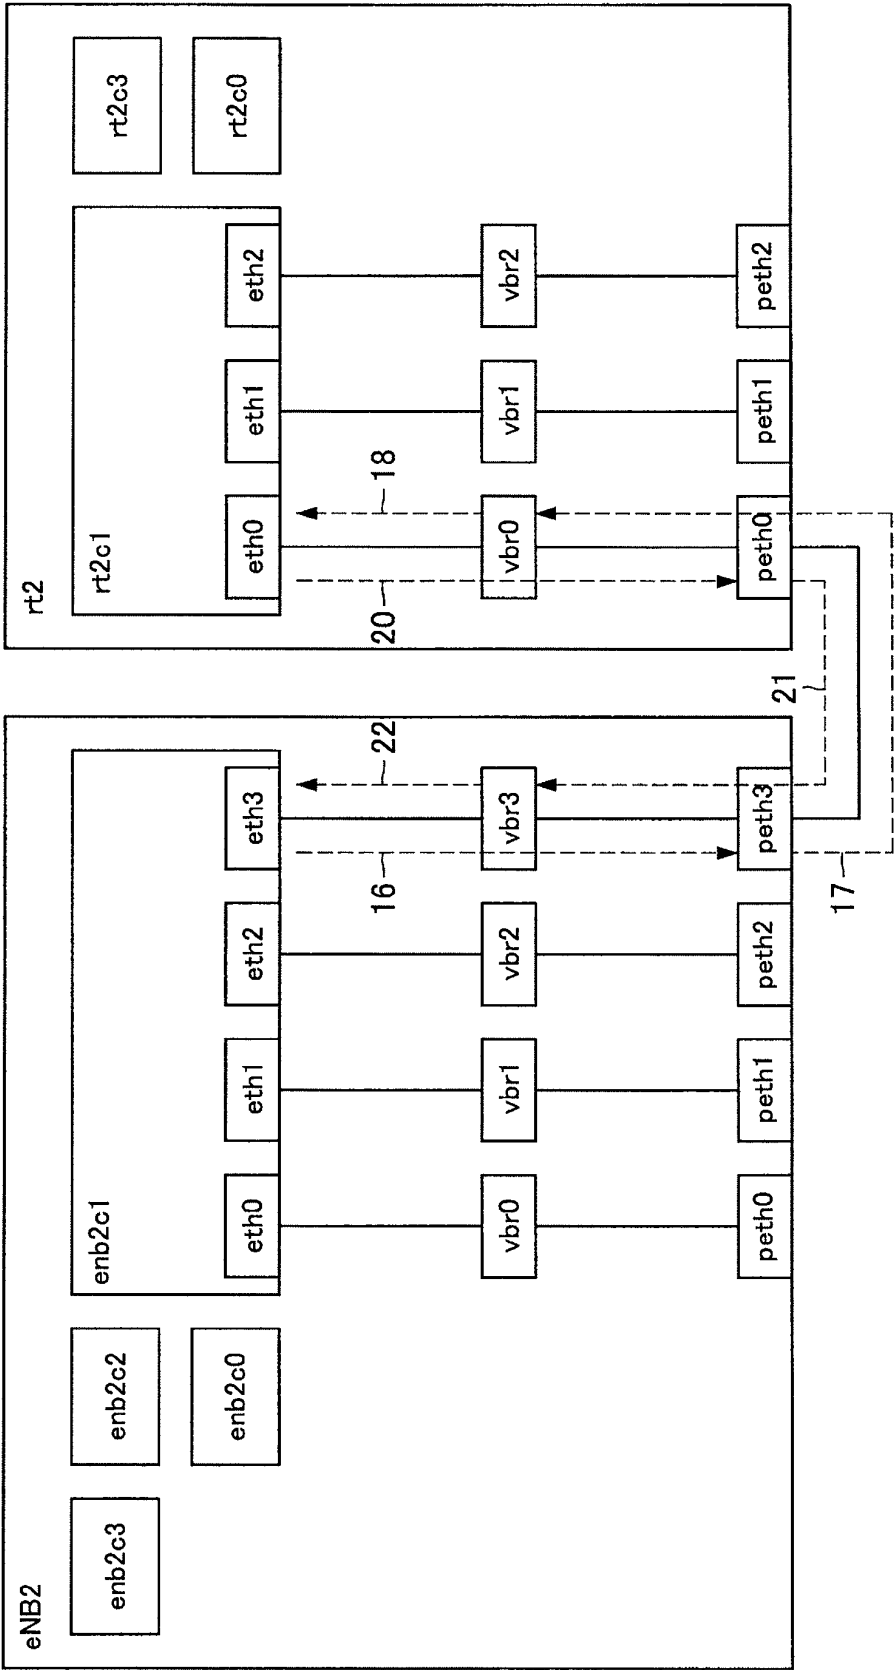 eNB2
enb2c3
enb2c2
enb2c0
enb2c1
eth0
eth1
eth2
eth3
vbr0
vbr1
vbr2
vbr3
peth0
peth1
peth2
peth3
16
22
17
21
rt2
rt2c1
eth0
eth1
eth2
rt2c3
rt2c0
20
18
vbr0
vbr1
vbr2
peth0
peth1
peth2